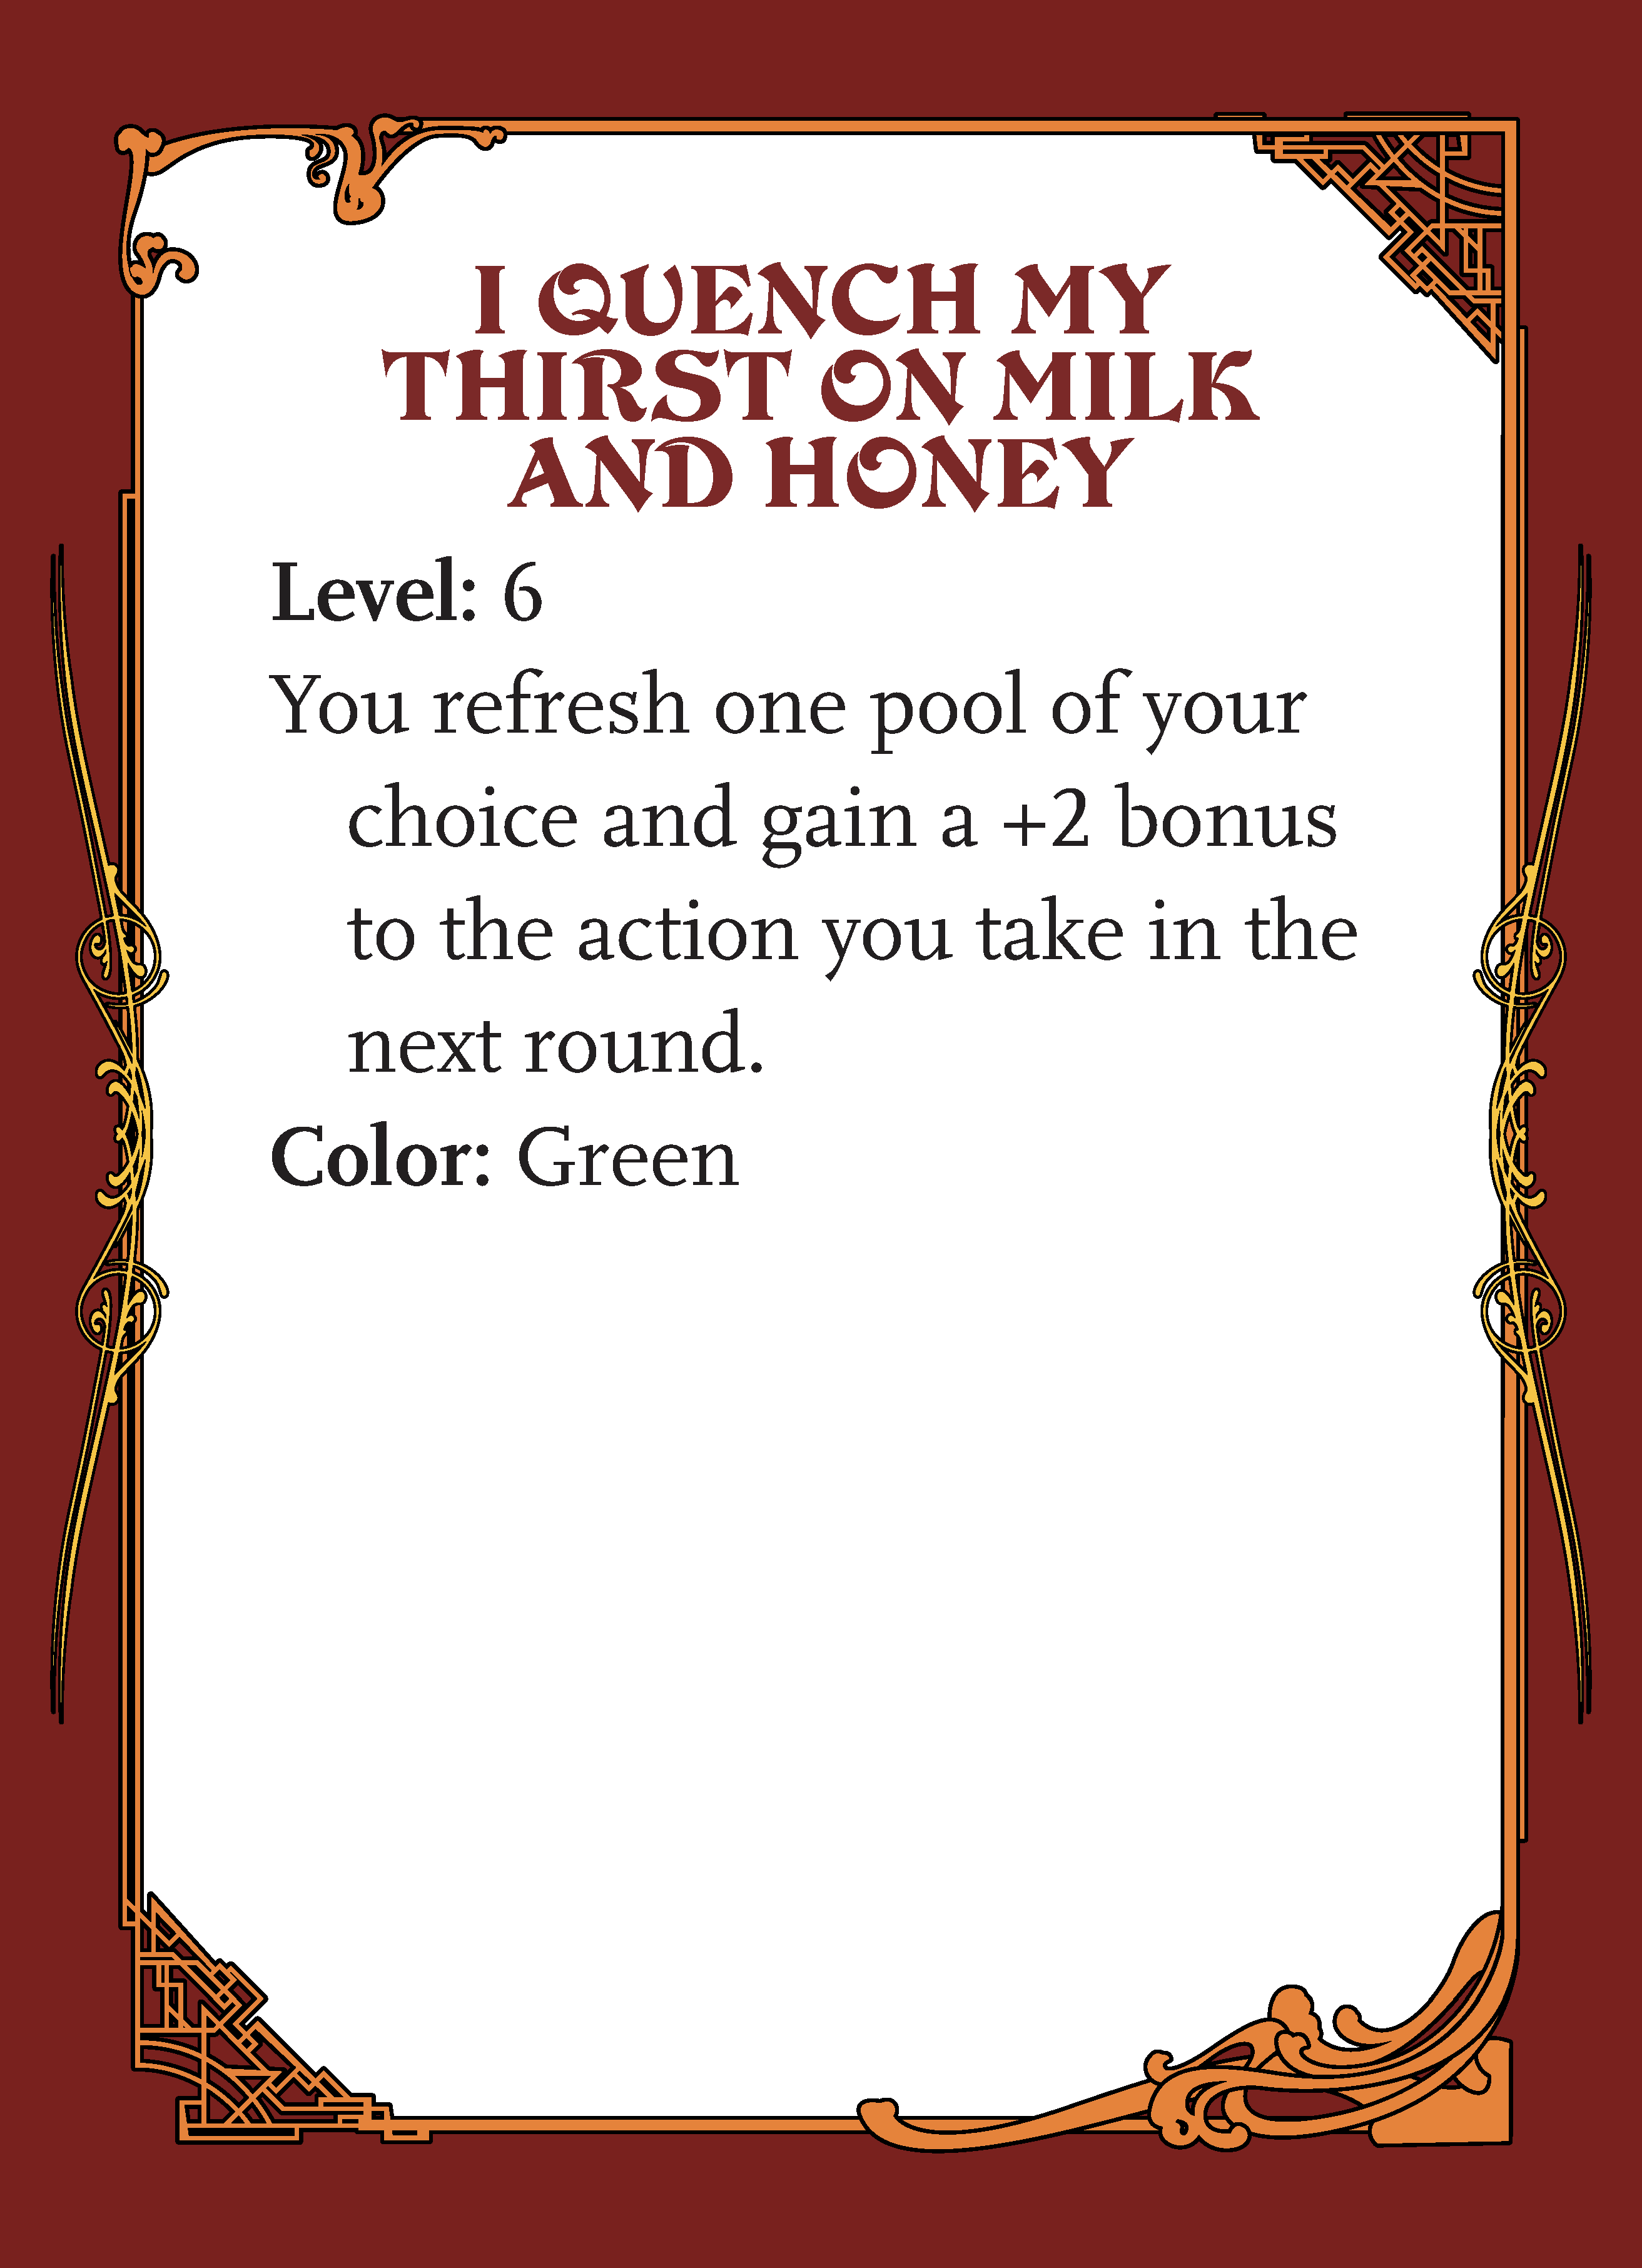 I QUENCH MY
THIRST ON MILK
AND HONEY
Level: 6
You refresh one pool of your
choice and gain a +2 bonus
to the action you take in the
next round.
Color: Green